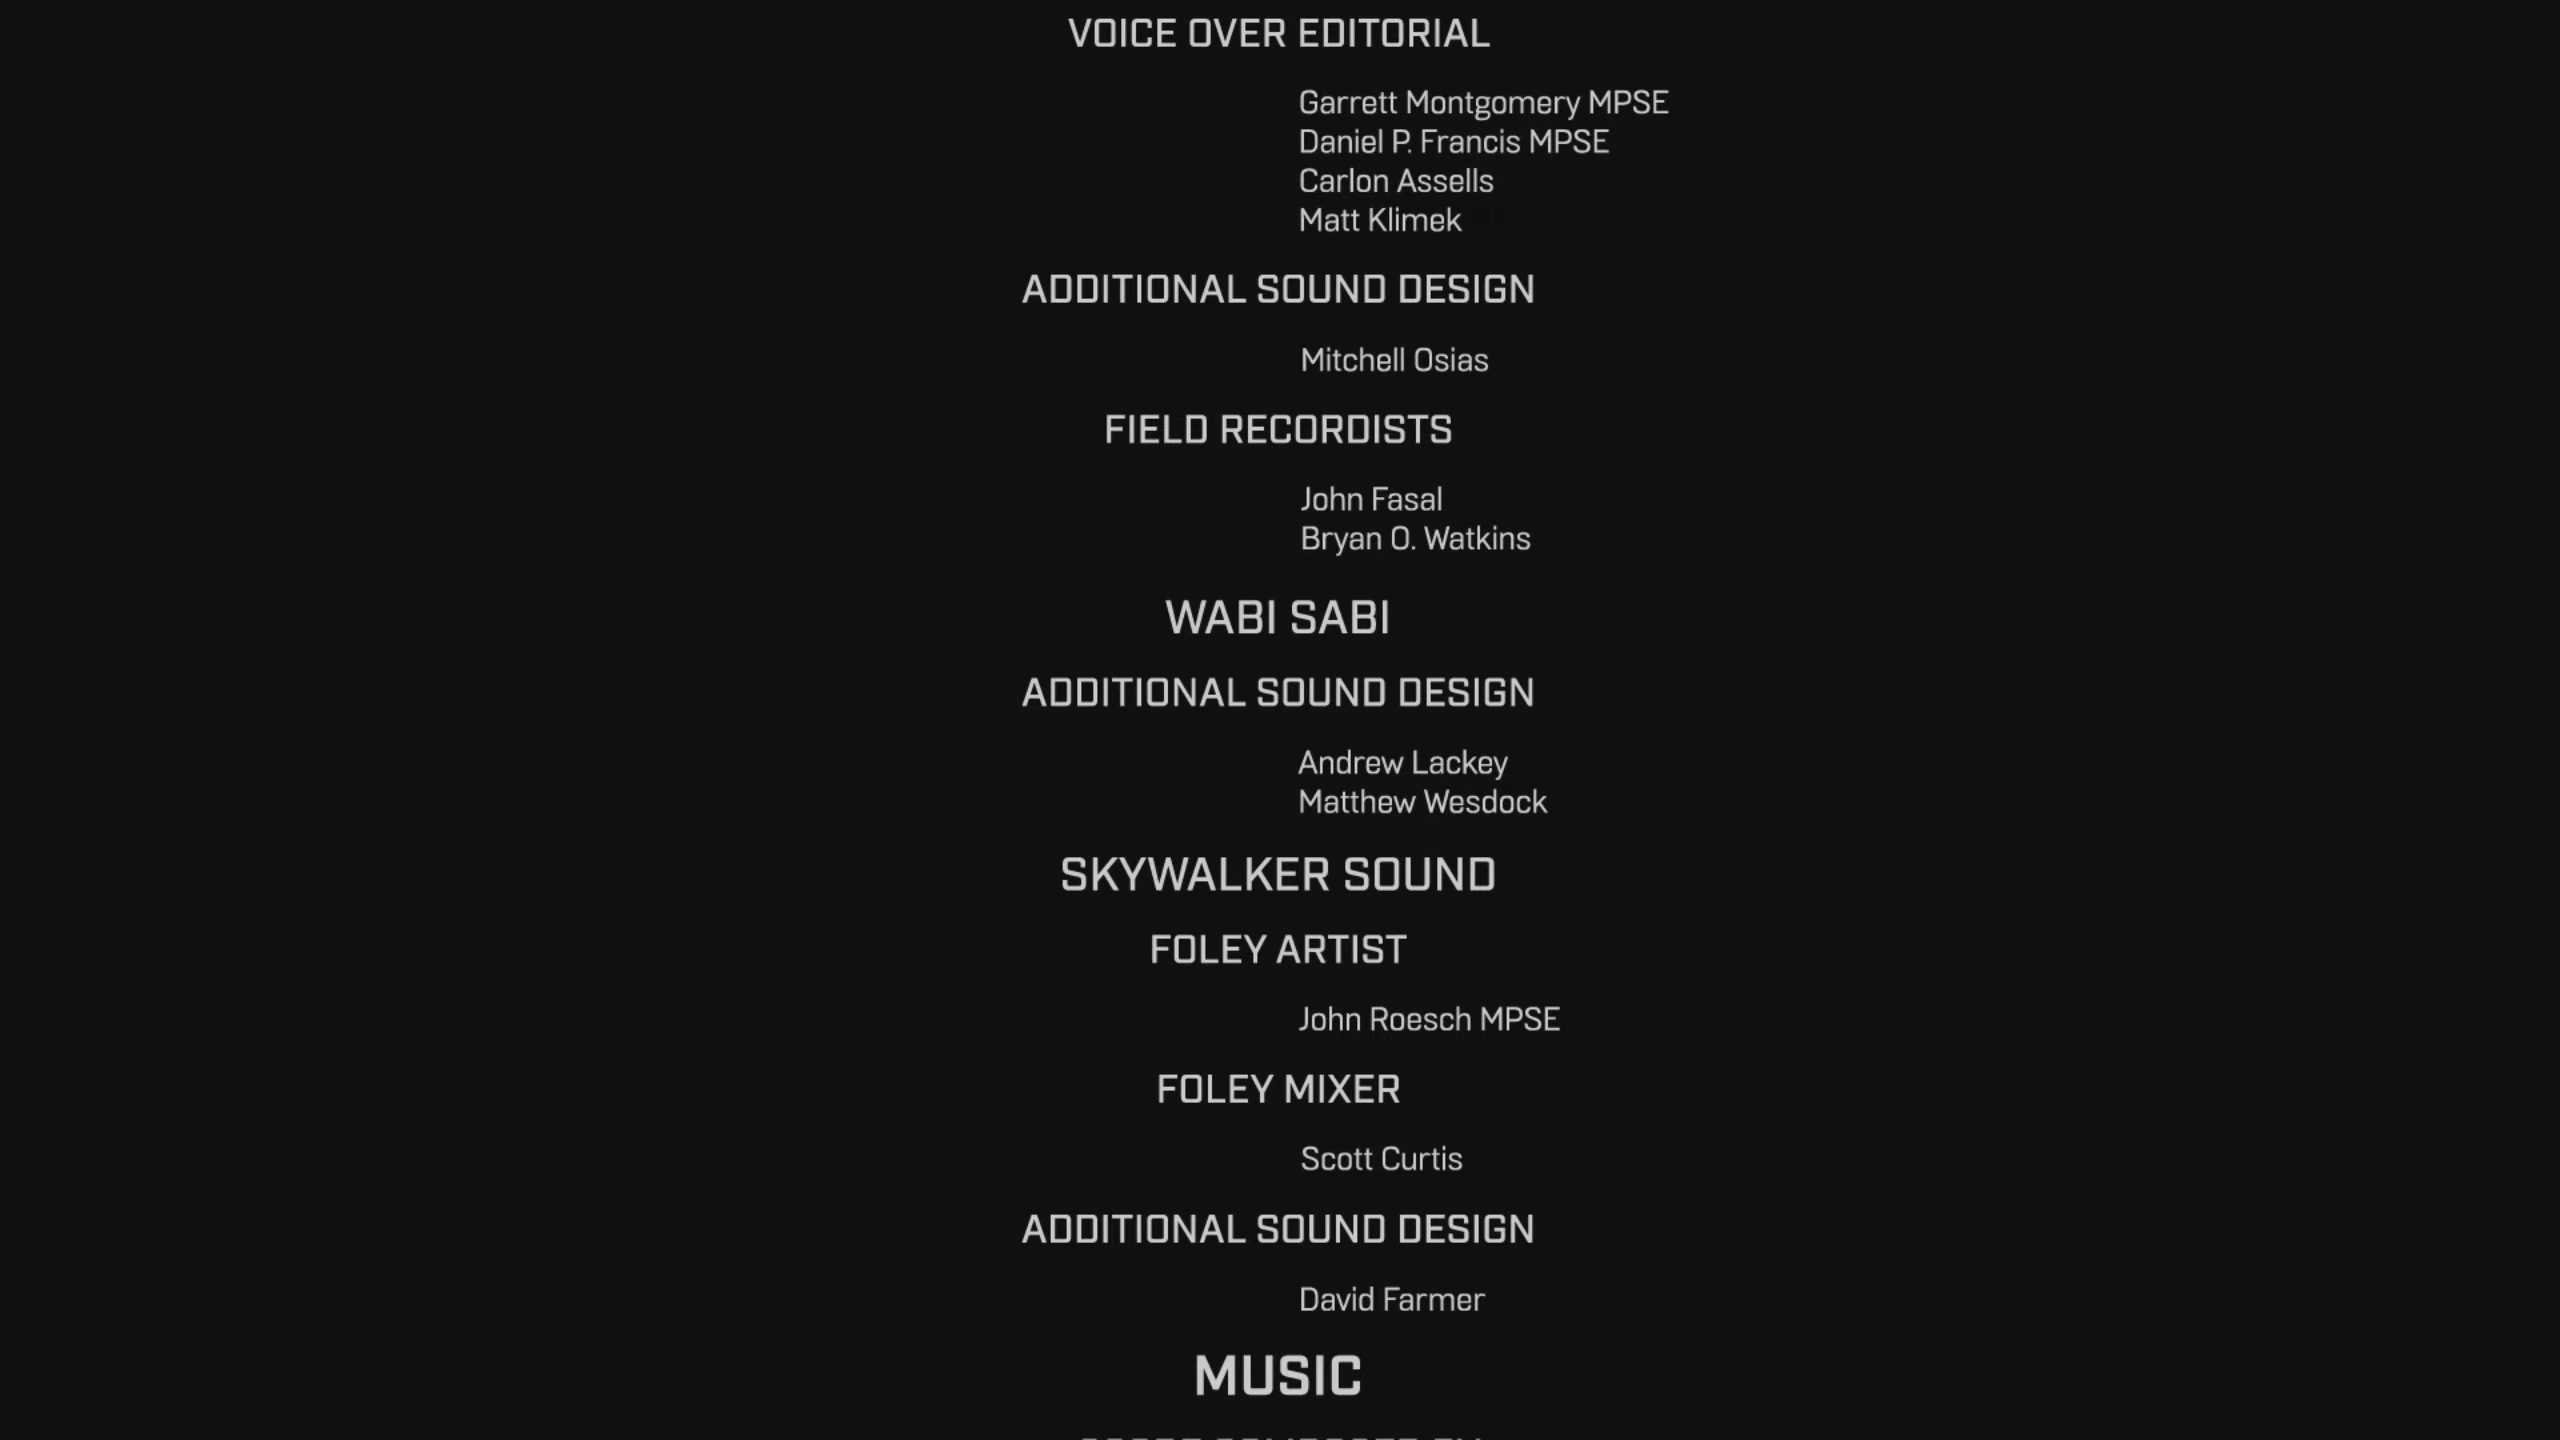 VOICE OVER EDITORIAL
Garrett Montgomery MPSE
Daniel P. Francis MPSE
Carlon Assells
Matt Klimek
ADDITIONAL SOUND DESIGN
Mitchell Osias
FIELD RECORDISTS
John Fasal
Bryan O. Watkins
WABI SABI
ADDITIONAL SOUND DESIGN
Andrew Lackey
Matthew Wesdock
SKYWALKER SOUND
FOLEY ARTIST
John Roesch MPSE
FOLEY MIXER
Scott Curtis
ADDITIONAL SOUND DESIGN
David Farmer
MUSIC